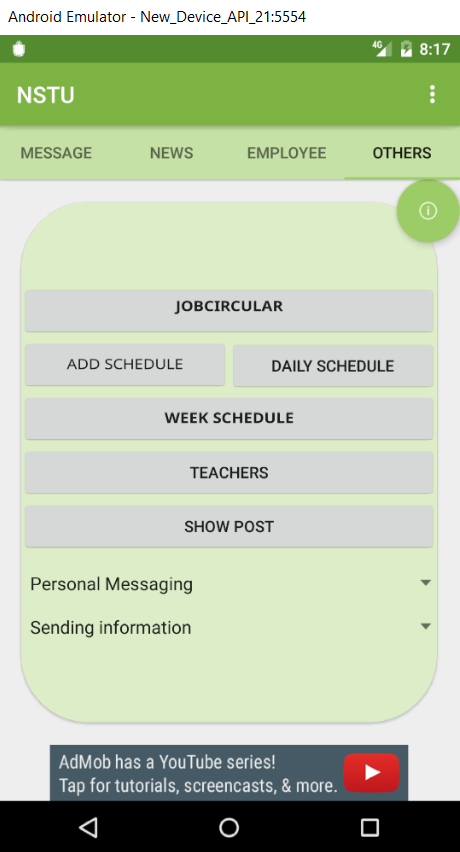 Android Emulator - New_Device_API_21:5554
4G 8:17
NSTU
MESSAGE NEWS EMPLOYEE OTHERS
JOBCIRCULAR
ADD SCHEDULE DAILY SCHEDULE
WEEK SCHEDULE
TEACHERS
SHOW POST
Personal Messaging
Sending information
AdMob has a YouTube series!
Tap for tutorials, screencasts, & more.